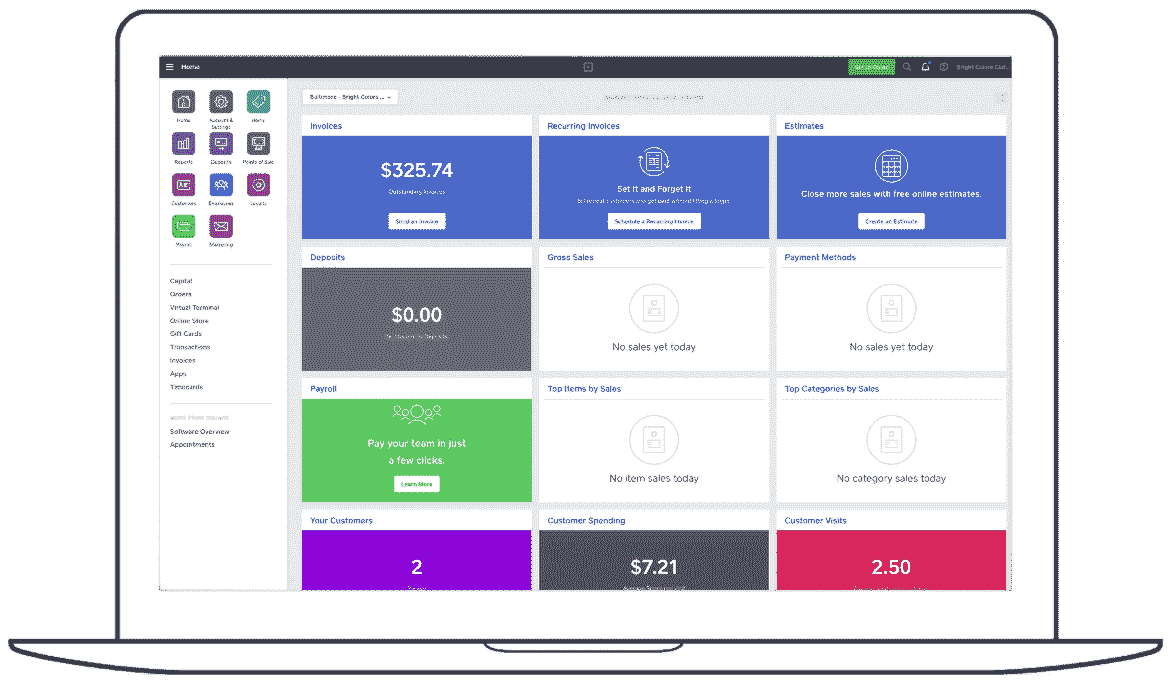 Home
Bright Colors Clot...
Baltimore - Bright Colors ...
Home
Account &
Settings
Items
Reports
Deposits
Points of Sale
Customers
Employees
Loyalty
Payroll
Marketing
Capital
Orders
Virtual Terminal
Online Store
Gift Cards
Transactions
Invoices
Apps
Timecards
Software Overview
Appointments
Invoices
$325.74
Outstanding Invoices
Send an Invoice
Recurring Invoices
Set It and Forget It
Schedule a Recurring Invoice
Estimates
Close more sales with free online estimates.
Create an Estimate
Deposits
$0.00
Gross Sales
No sales yet today
Payment Methods
No sales yet today
Payroll
Pay your team in just
a few clicks.
Learn More
Top Items by Sales
No item sales today
Top Categories by Sales
No category sales today
Your Customers
2
Customer Spending
$7.21
Customer Visits
2.50